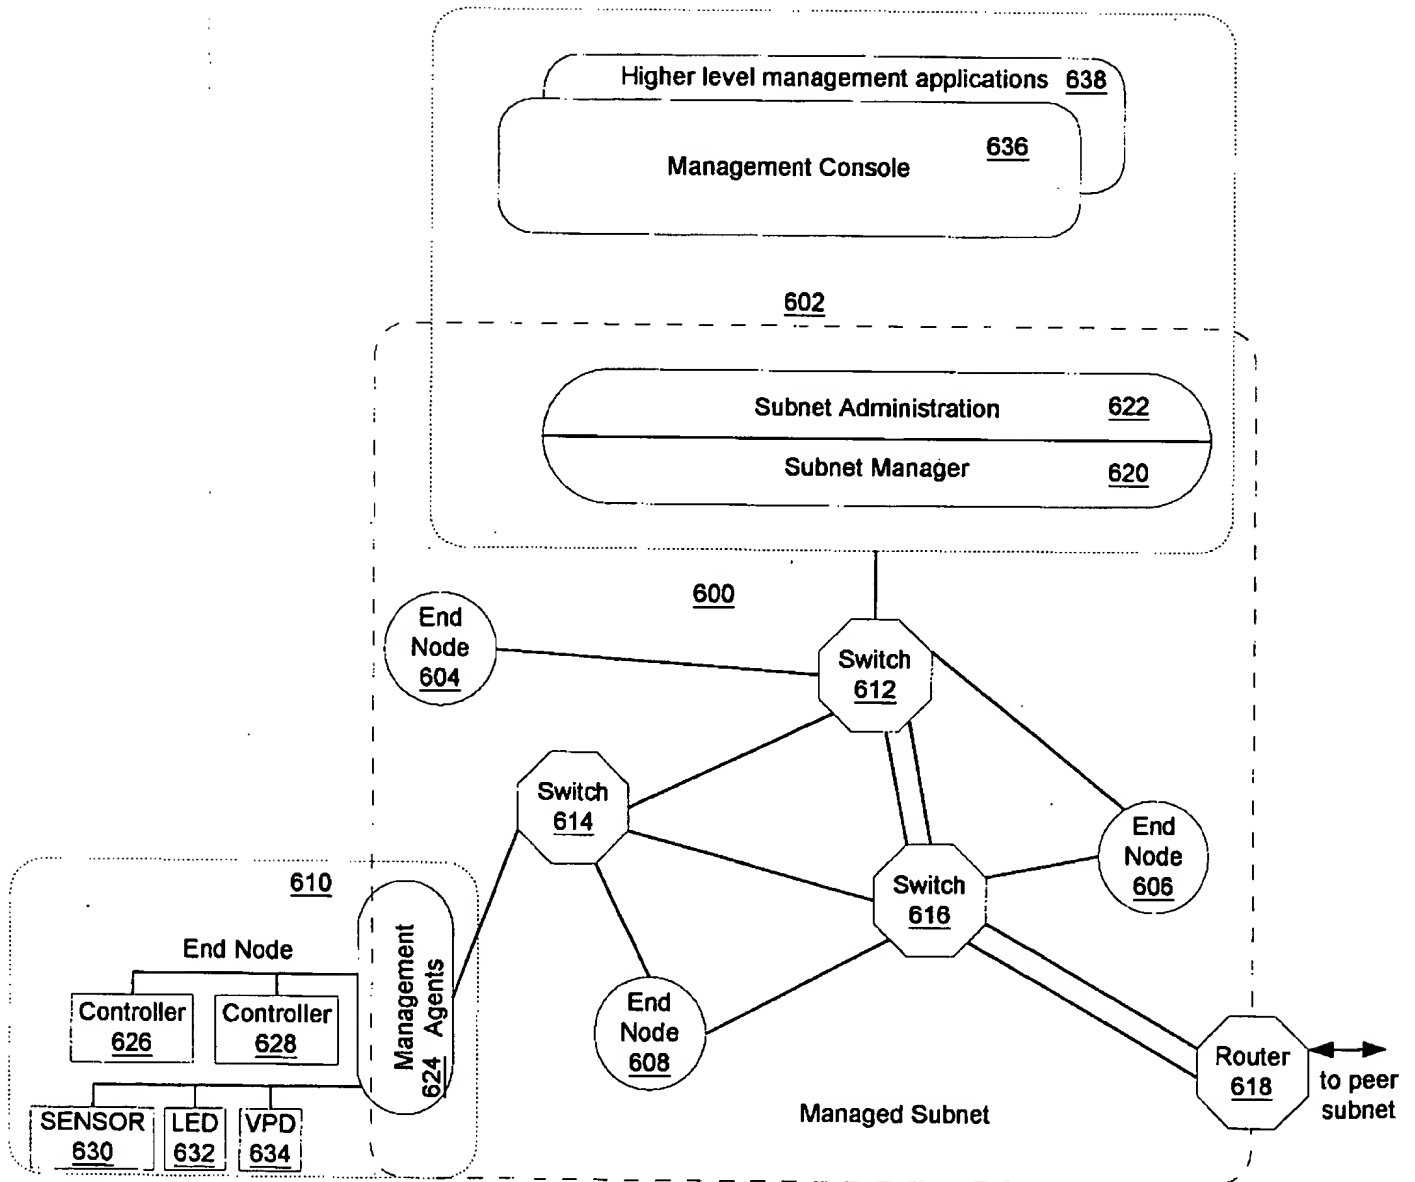 Higher level management applications 638
636
Management Console
602
Subnet Administration 622
Subnet Manager 620
600
End
Node
604
Switch
612
Switch
614
End
Node
606
Switch
616
610
End Node
Management
Agents
624
Controller
626
Controller
628
End
Node
608
Router
618
to peer
subnet
SENSOR
630
LED
632
VPD
634
Managed Subnet